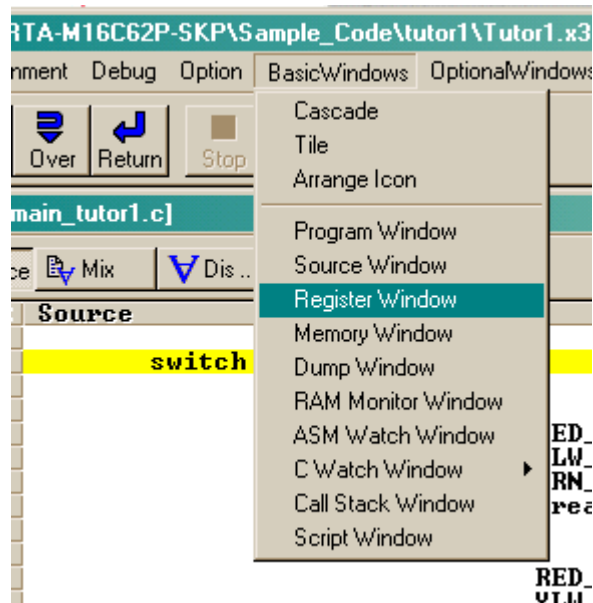 RTA-M16C62P-SKP\Sample_Code\tutor1\Tutor1.x3
nment Debug Option BasicWindows OptionalWindows
Over Return Stop
Cascade
Tile
Arrange Icon
main_tutor1.c]
ce Mix Dis ..
Program Window
Source Window
Source
Register Window
Memory Window
switch
Dump Window
RAM Monitor Window
ASM Watch Window
ED_
C Watch Window
LW_
RN_
Call Stack Window
rea
Script Window
RED_
YLW_